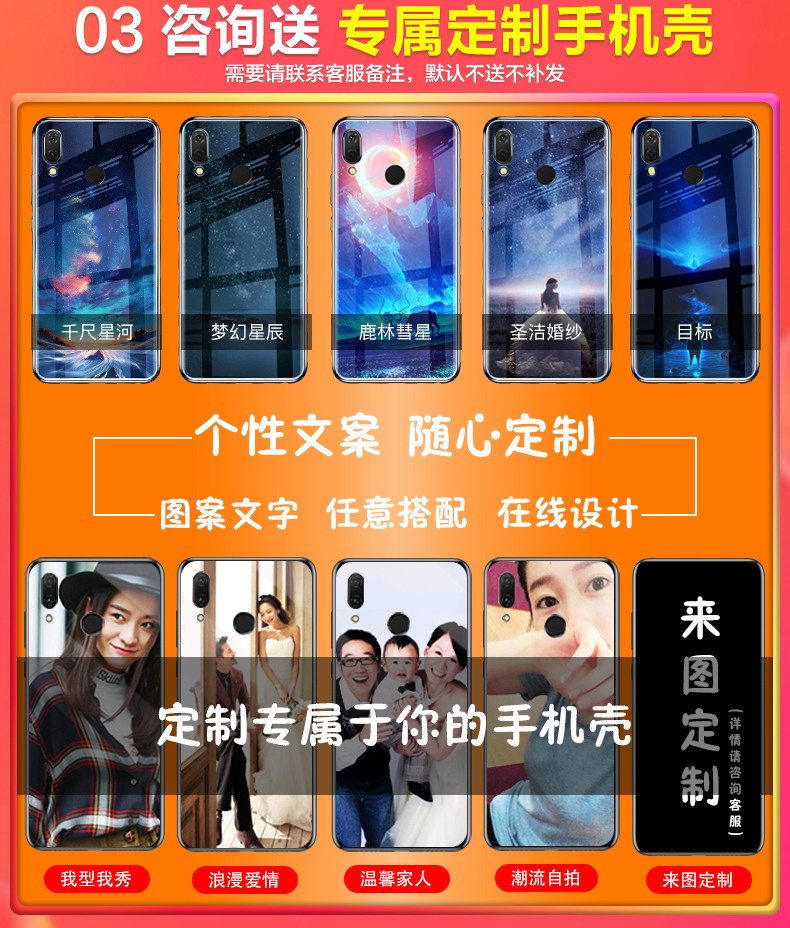 03 咨询送 专属定制手机壳
需要请联系客服备注，默认不送不补发
千尺星河 梦幻星辰 鹿林彗星 圣洁婚纱 目标
个性文案 随心定制
图案文字 任意搭配 在线设计
定制专属于你的手机壳
来图定制
(详情请咨询客服)
我型我秀 浪漫爱情 温馨家人 潮流自拍 来图定制